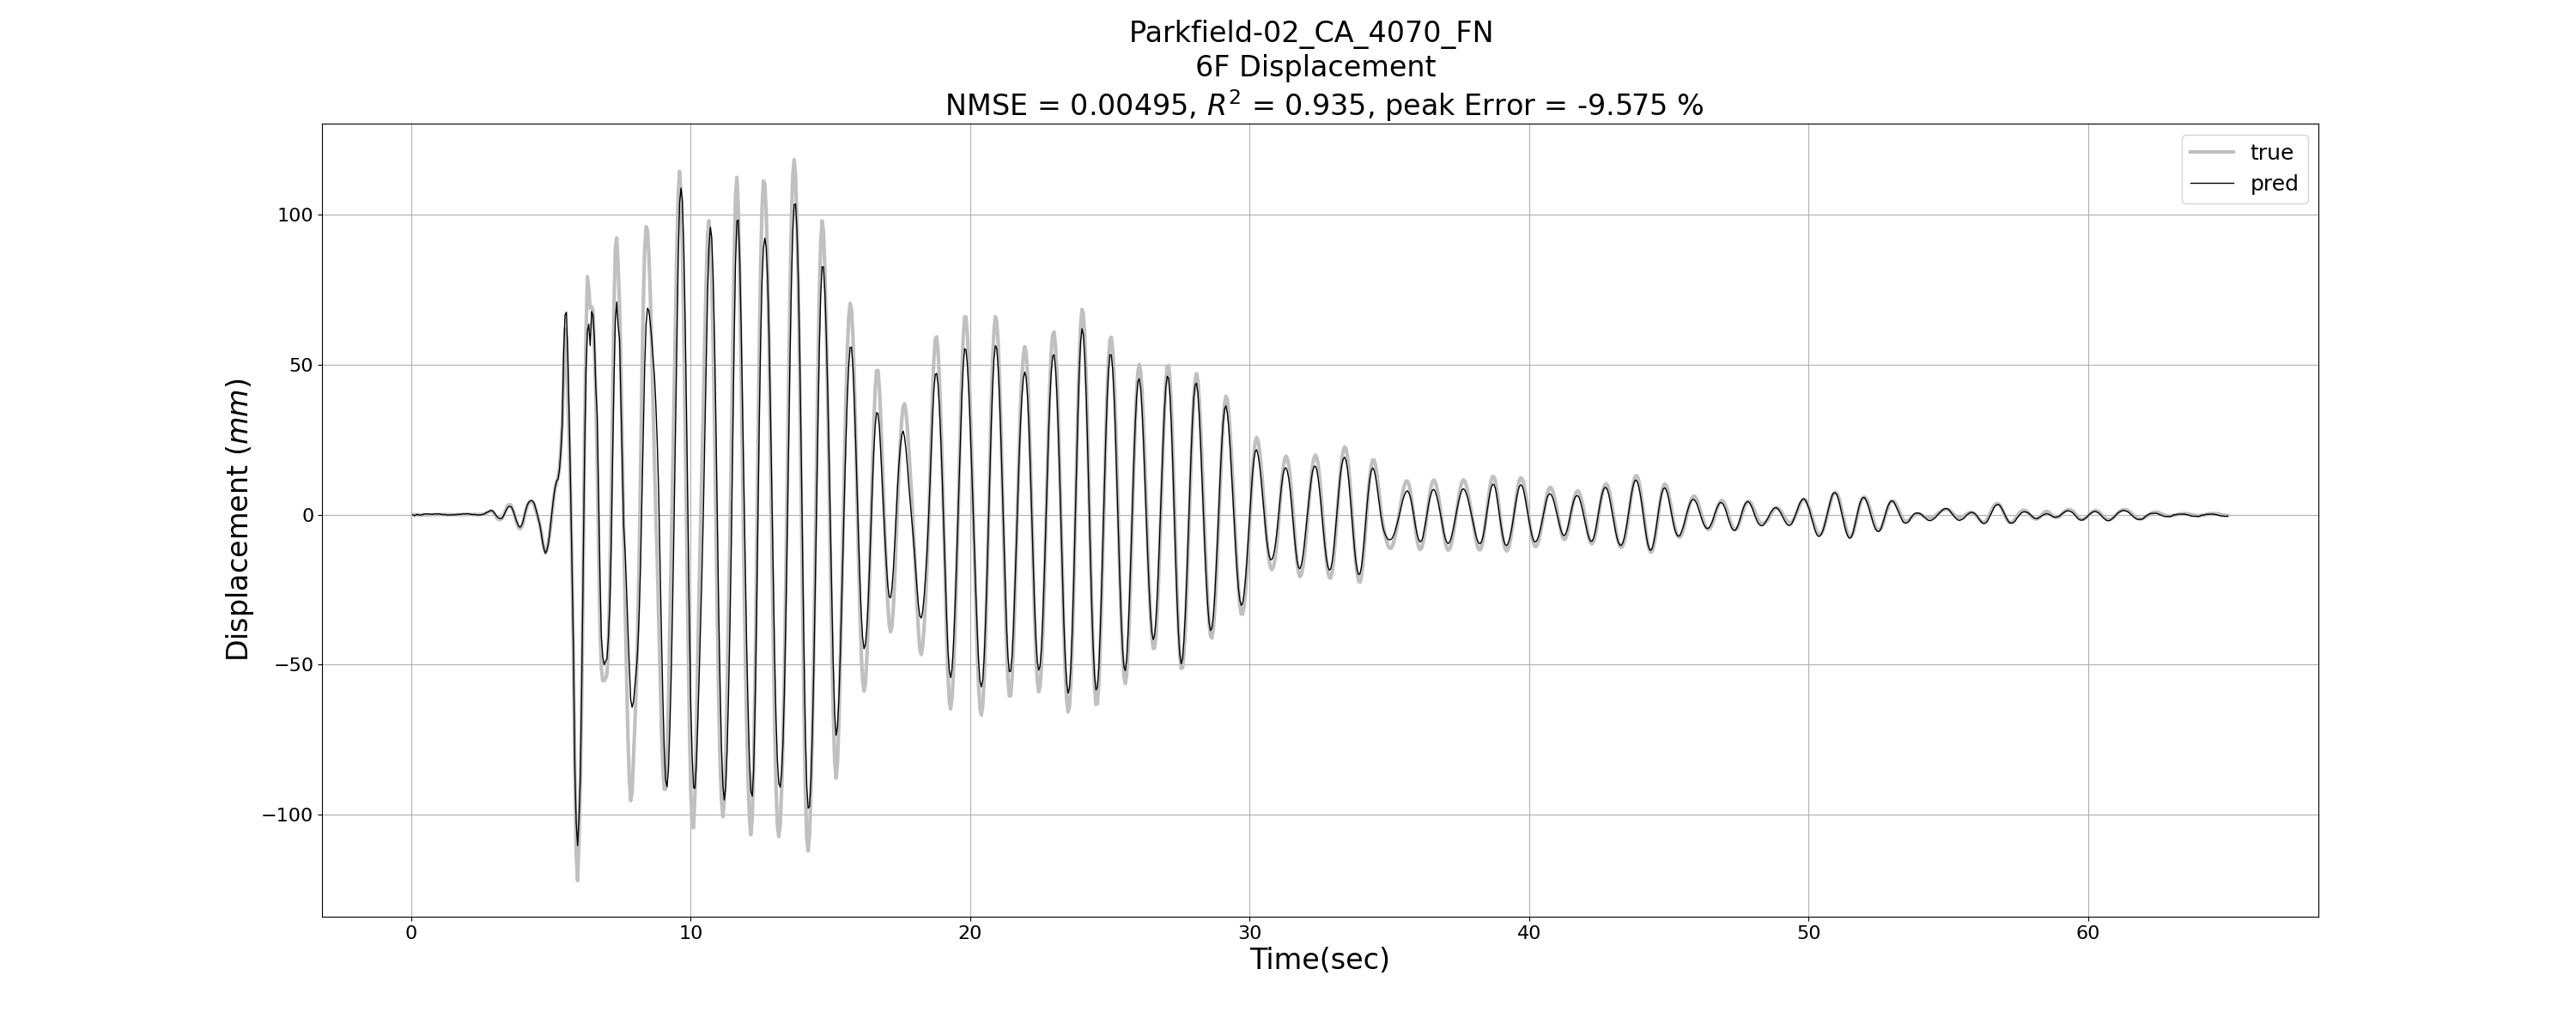 Parkfield-02_CA_4070_FN
6F Displacement
NMSE = 0.00495, R² = 0.935, peak Error = -9.575 %
true
pred
Displacement (mm)
100
50
0
−50
−100
0 10 20 30 40 50 60
Time(sec)